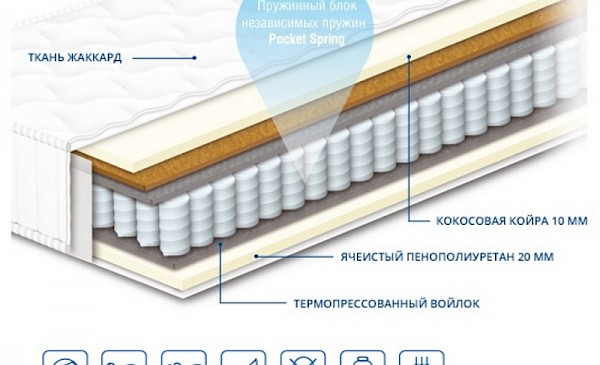 Пружинный блок
независимых пружин
Pocket Spring
ТКАНЬ ЖАККАРД
КОКОСОВАЯ КОЙРА 10 ММ
ЯЧЕИСТЫЙ ПЕНОПОЛИУРЕТАН 20 ММ
ТЕРМОПРЕССОВАННЫЙ ВОЙЛОК